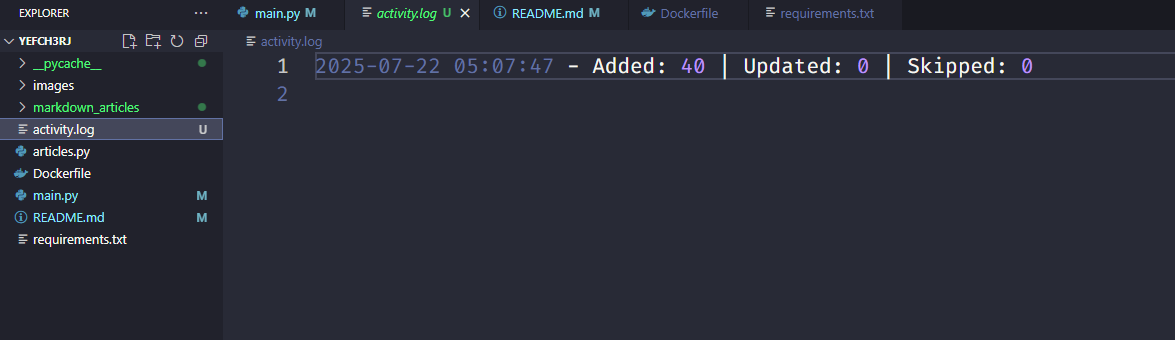 EXPLORER ...
YEFCH3RJ
__pycache__
images
markdown_articles
activity.log U
articles.py
Dockerfile
main.py M
README.md M
requirements.txt
main.py M activity.log U README.md M Dockerfile requirements.txt
activity.log
1 2025-07-22 05:07:47 - Added: 40 | Updated: 0 | Skipped: 0
2